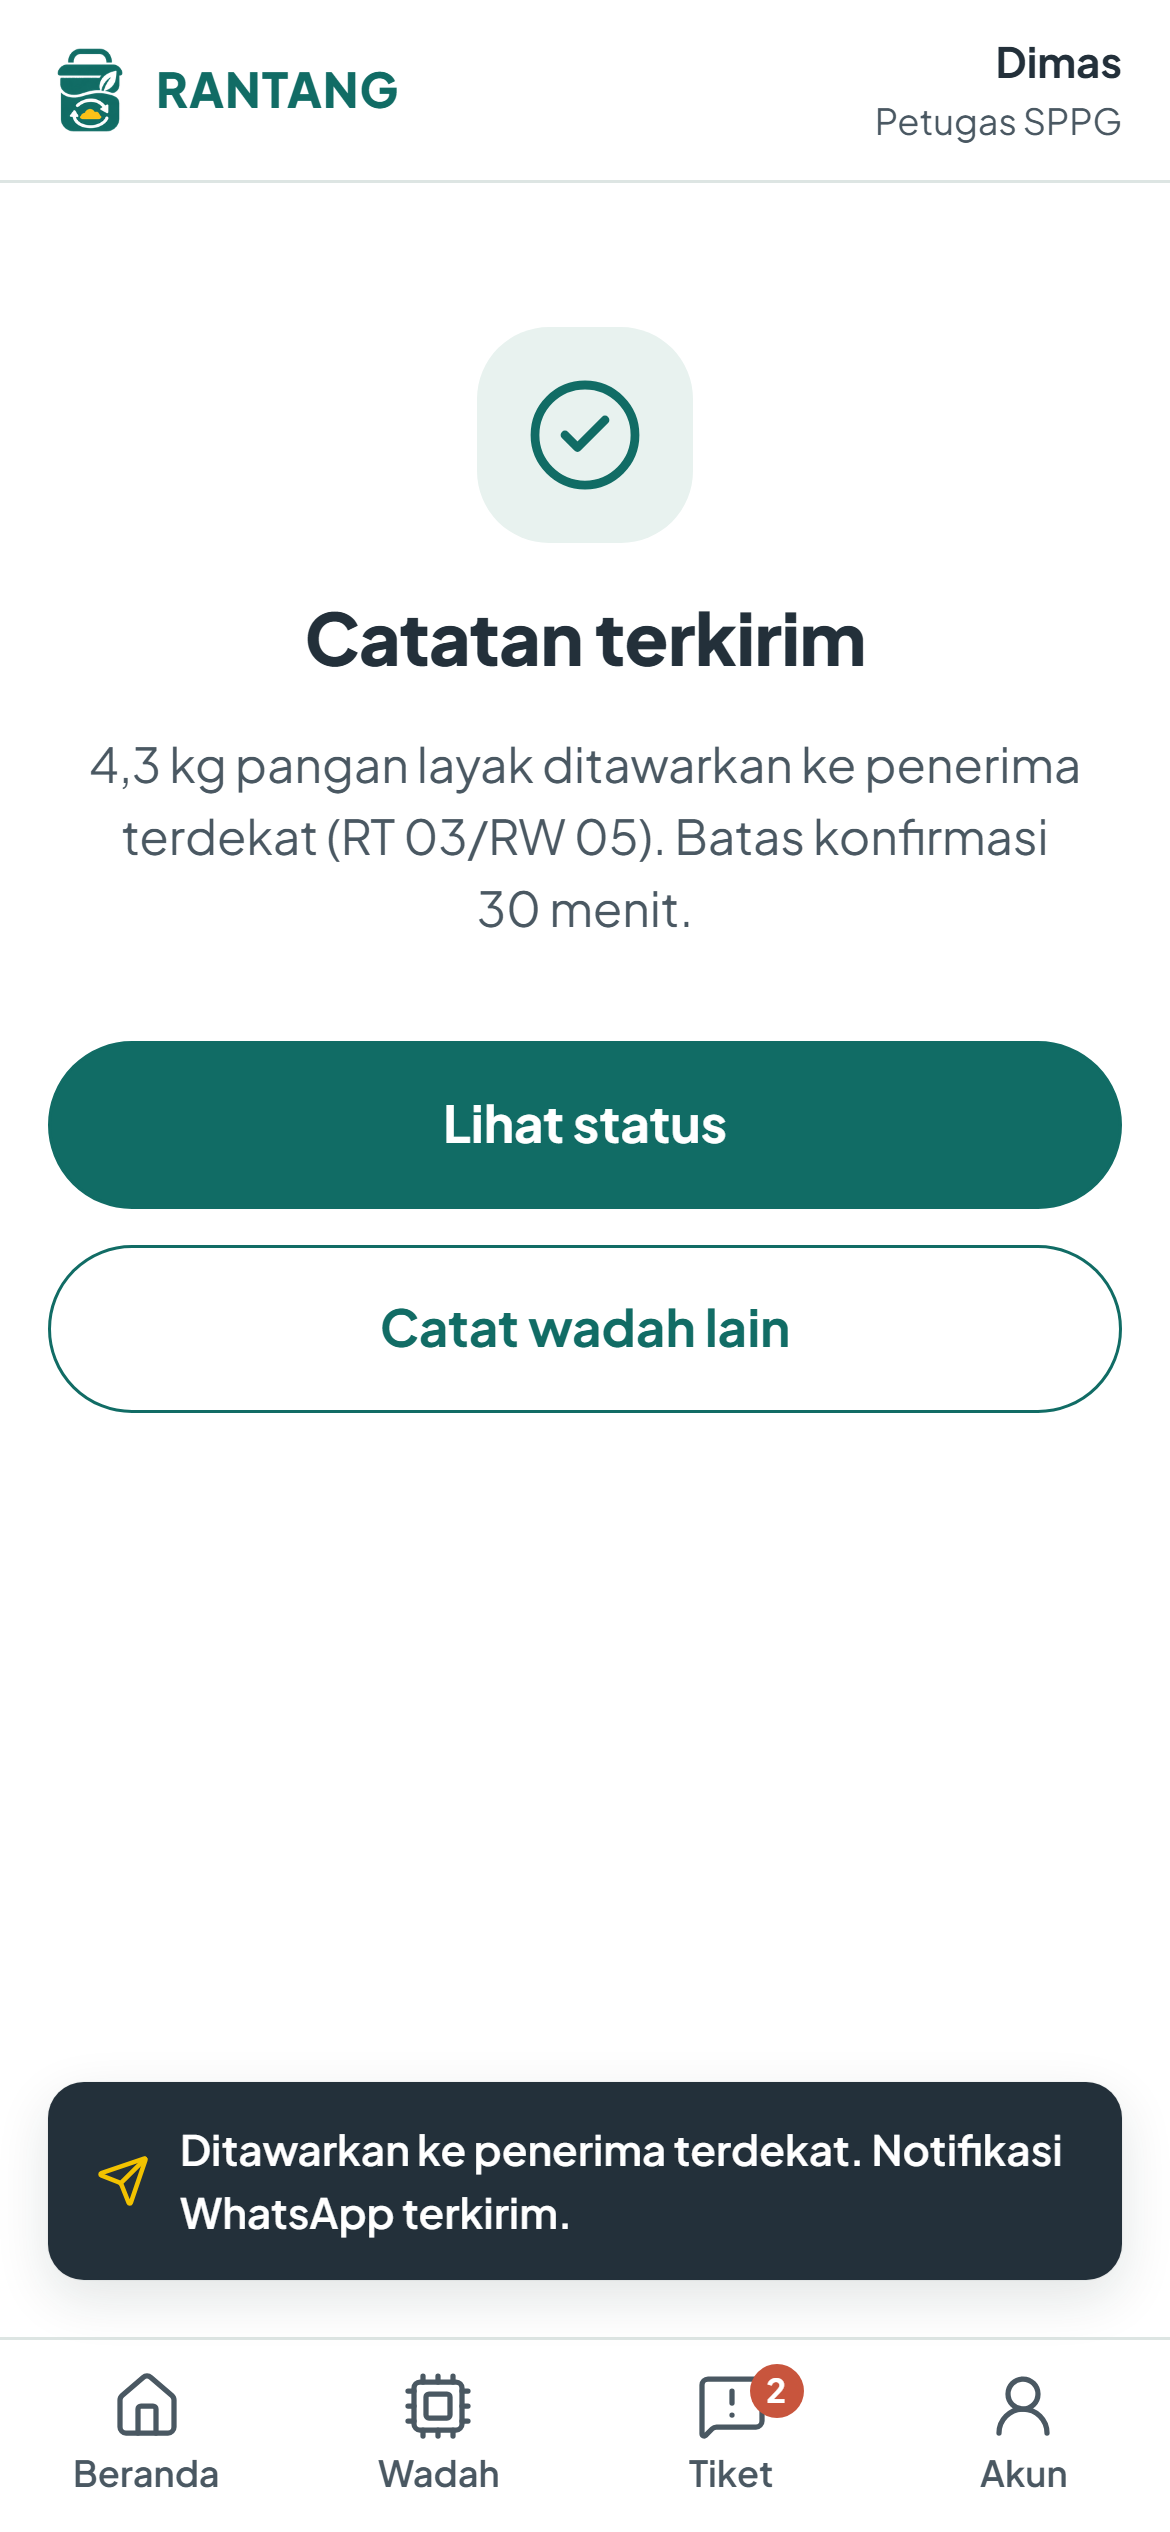 RANTANG
Dimas
Petugas SPPG
Catatan terkirim
4,3 kg pangan layak ditawarkan ke penerima
terdekat (RT 03/RW 05). Batas konfirmasi
30 menit.
Lihat status
Catat wadah lain
Ditawarkan ke penerima terdekat. Notifikasi
WhatsApp terkirim.
2
Beranda
Wadah
Tiket
Akun